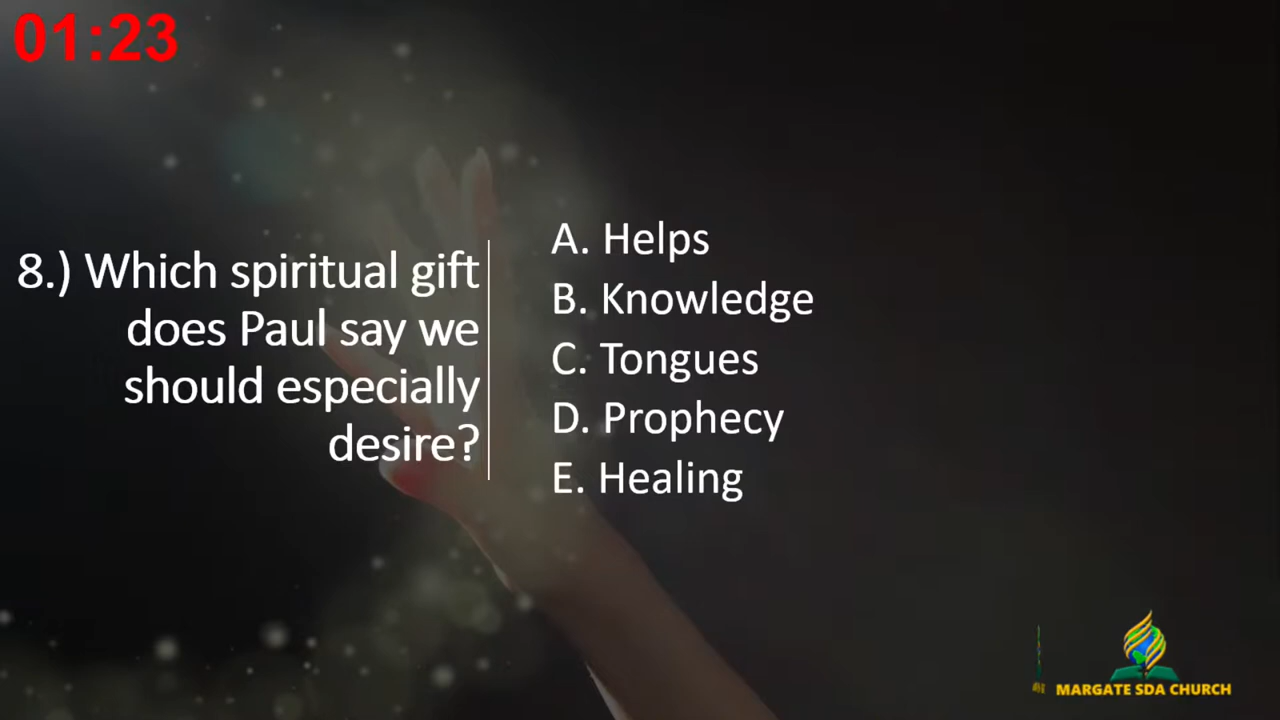 01:23
8.) Which spiritual gift
does Paul say we
should especially
desire?
A. Helps
B. Knowledge
C. Tongues
D. Prophecy
E. Healing
MARGATE SDA CHURCH